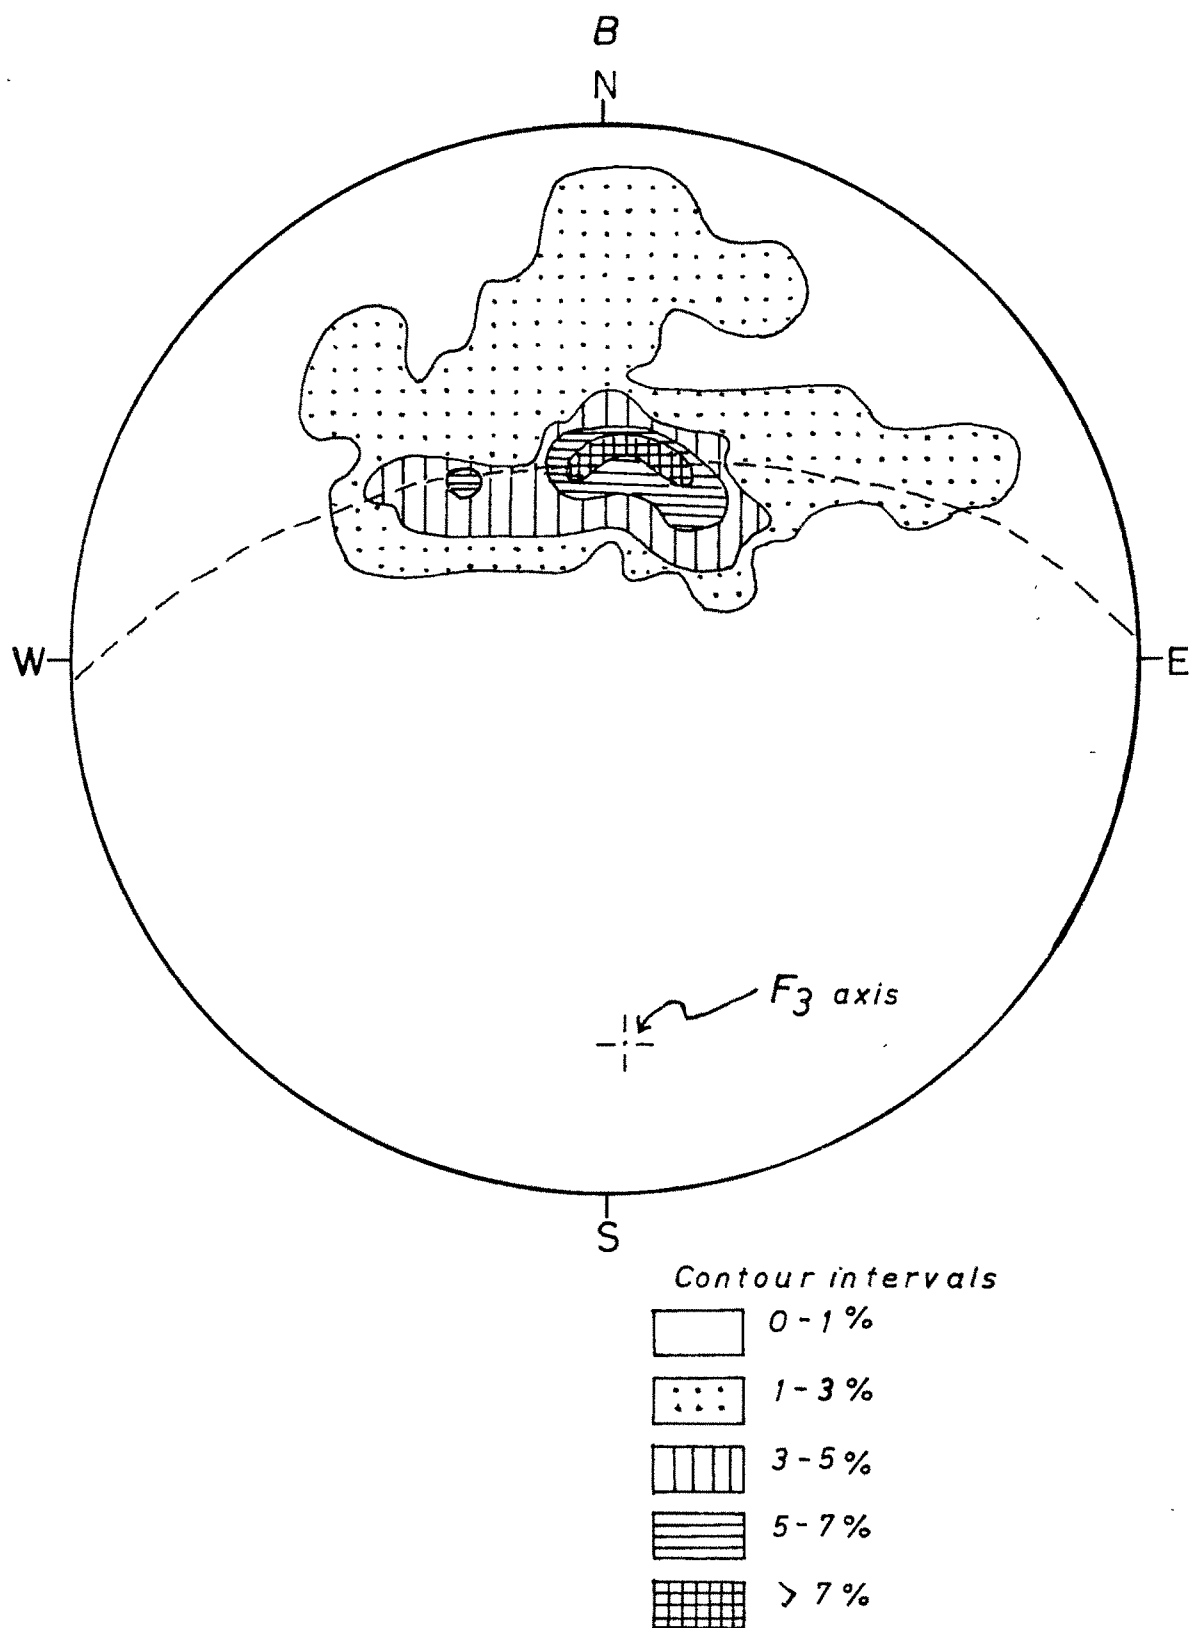 B
N
W
E
F3 axis
S
Contour intervals
0-1%
1-3%
3-5%
5-7%
> 7%